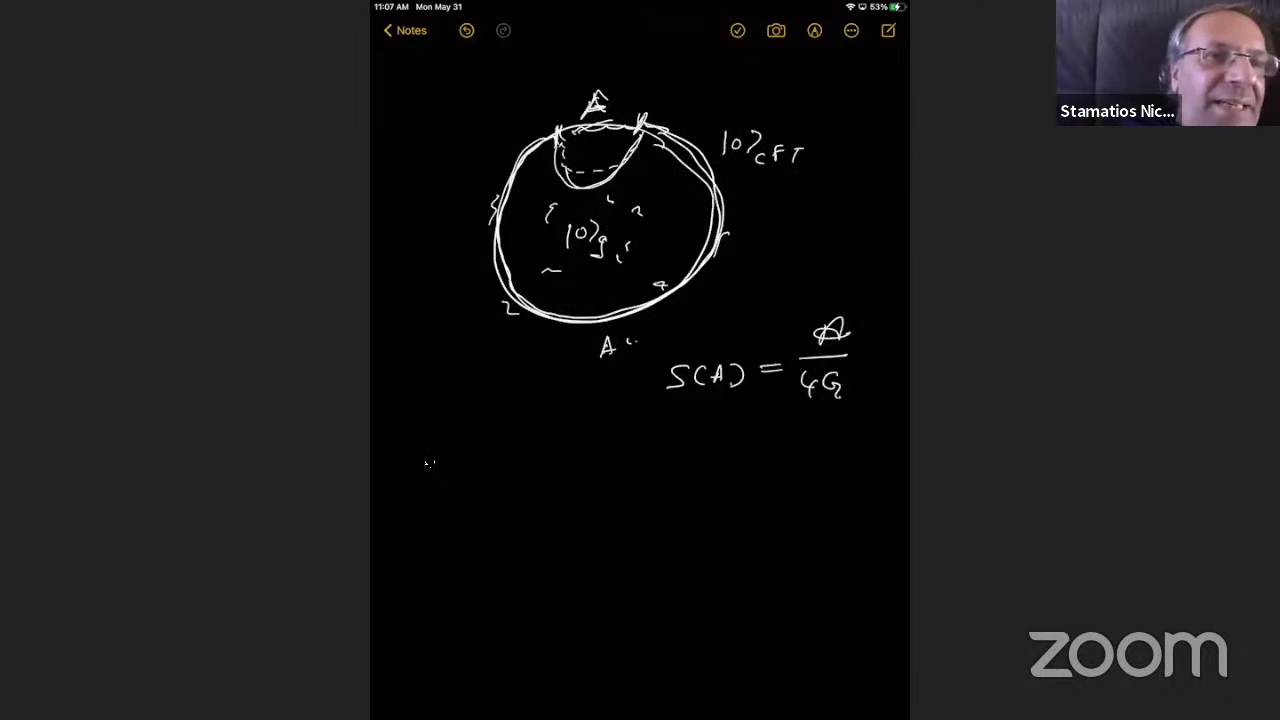 11:07 AM Mon May 31
53%
Notes
A
|0⟩CFT
|0⟩g
A
S(A) = A / 4G
Stamatios Nic...
zoom